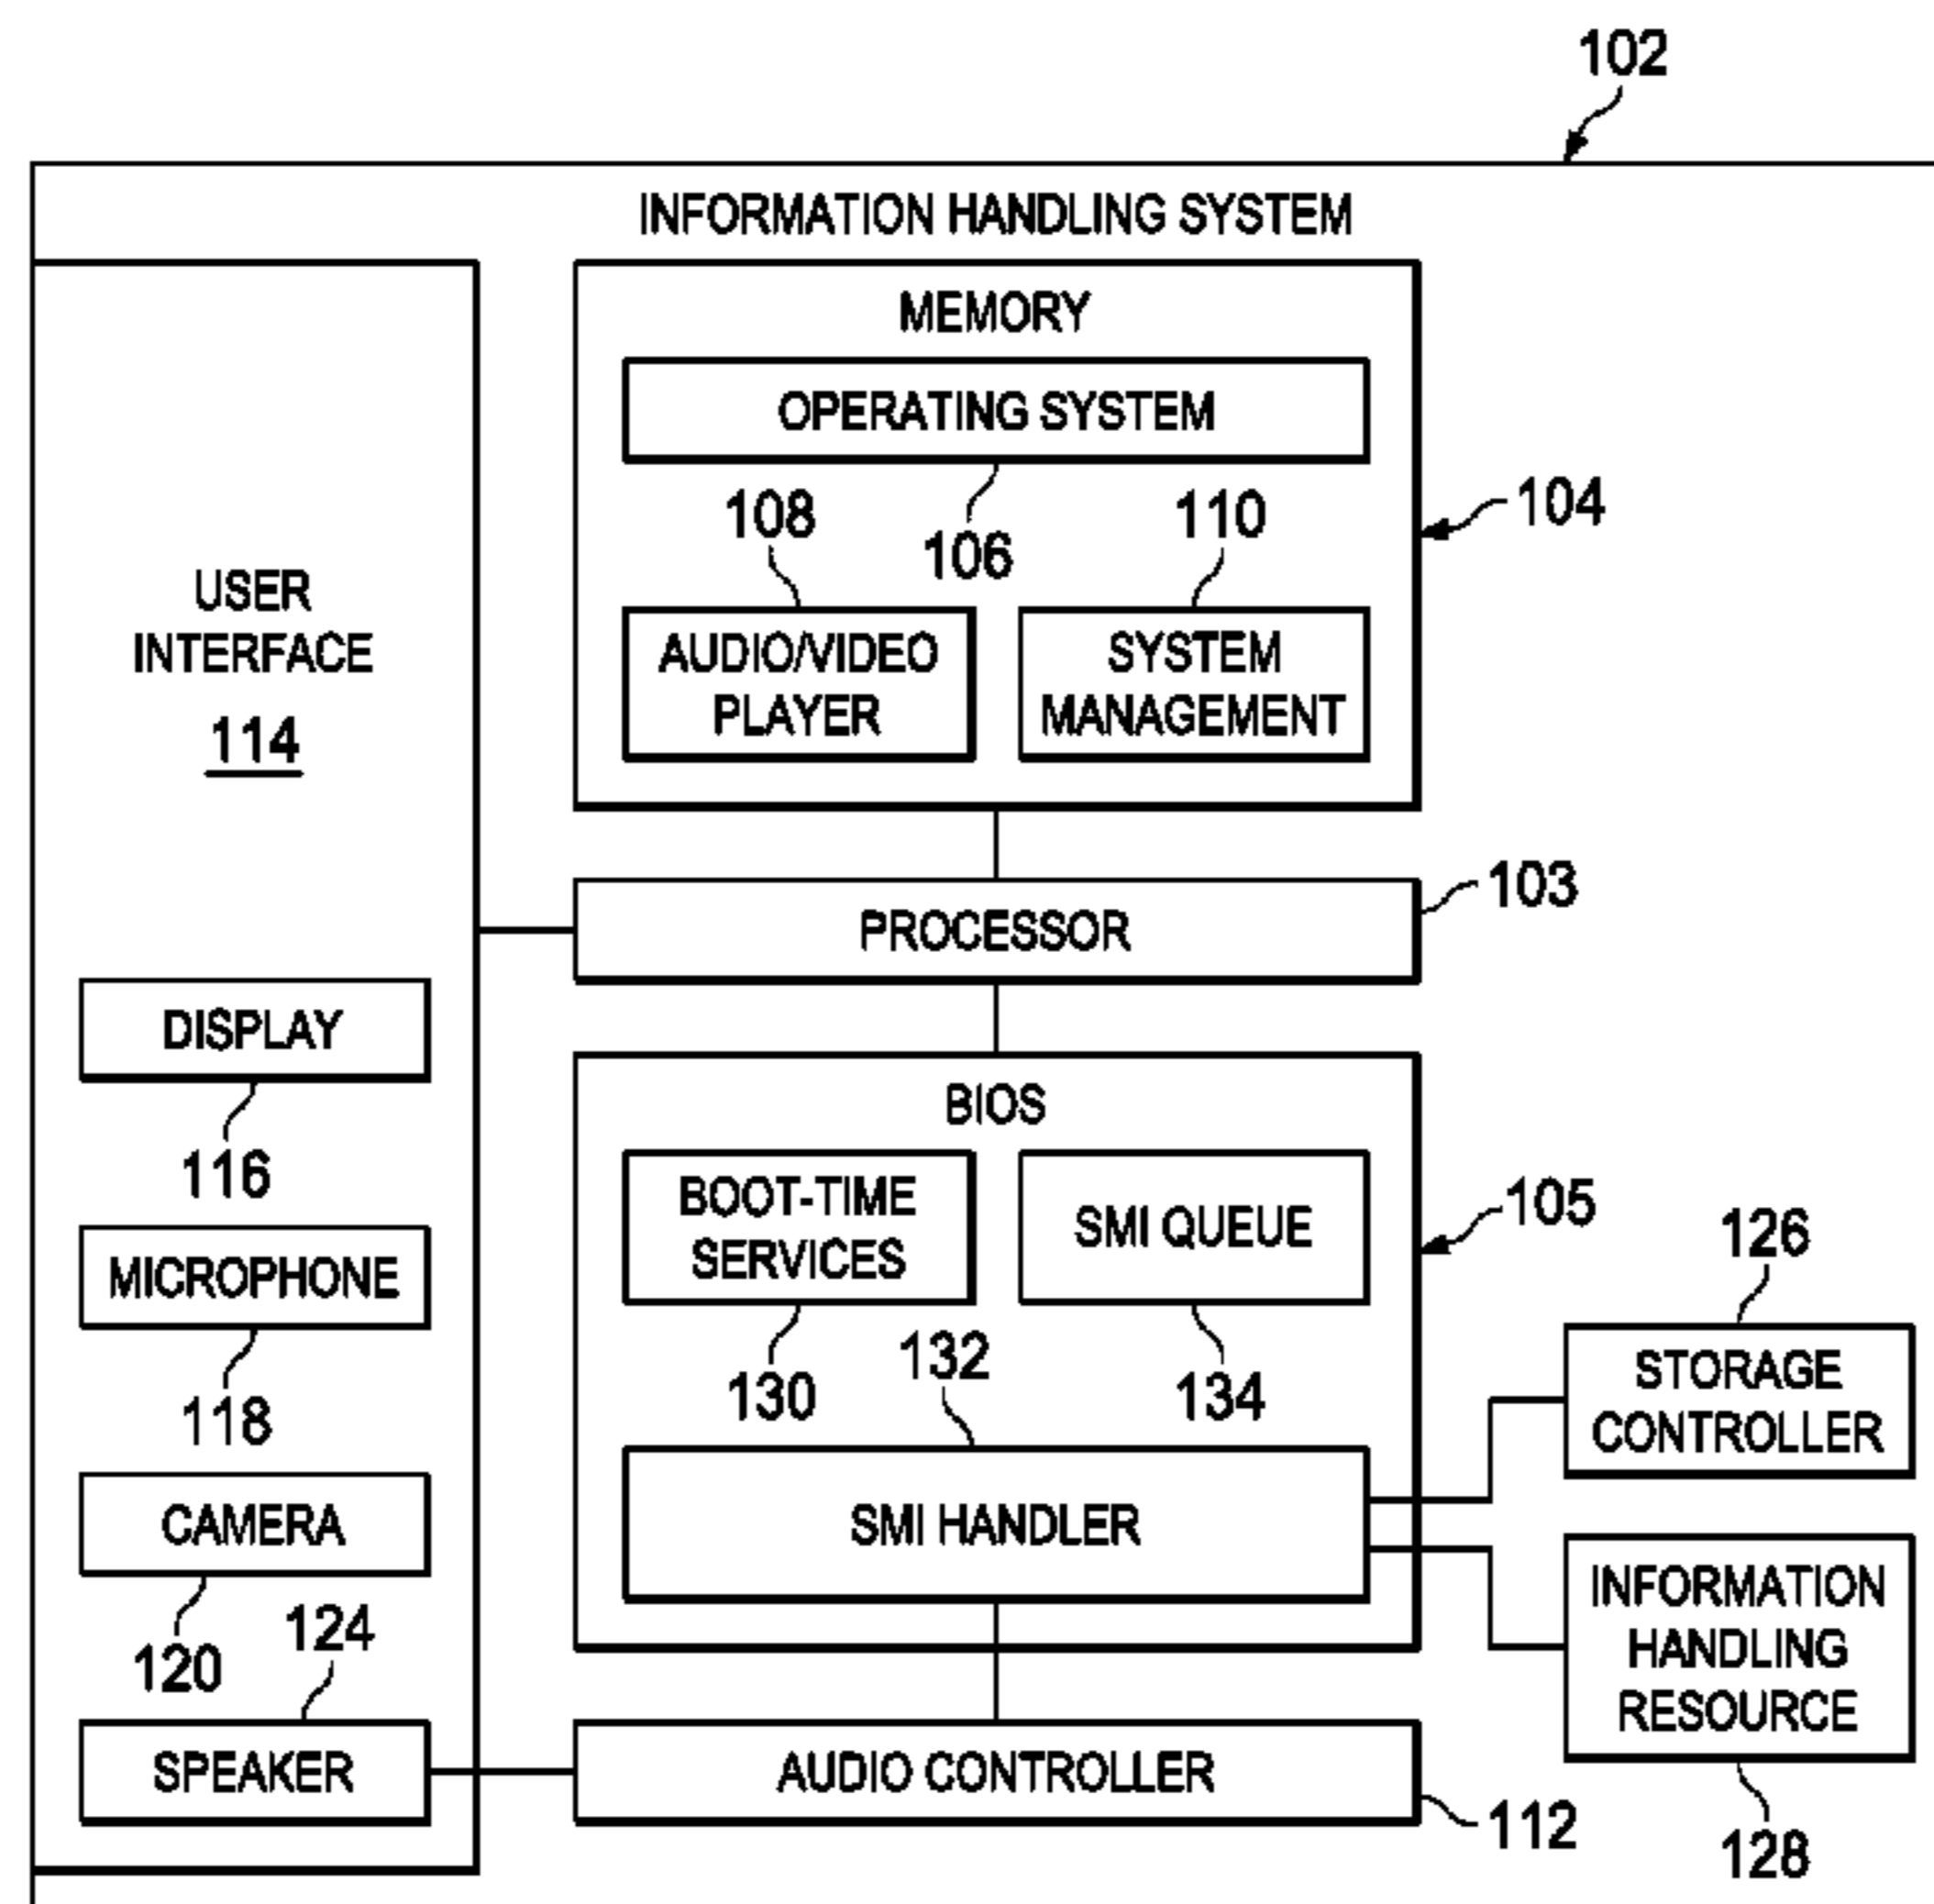 102
INFORMATION HANDLING SYSTEM
MEMORY
OPERATING SYSTEM
108
106
110
104
AUDIO/VIDEO
PLAYER
SYSTEM
MANAGEMENT
USER
INTERFACE
114
PROCESSOR
103
DISPLAY
116
MICROPHONE
118
CAMERA
120
124
SPEAKER
BIOS
BOOT-TIME
SERVICES
SMI QUEUE
105
130
132
134
SMI HANDLER
126
STORAGE
CONTROLLER
INFORMATION
HANDLING
RESOURCE
128
AUDIO CONTROLLER
112